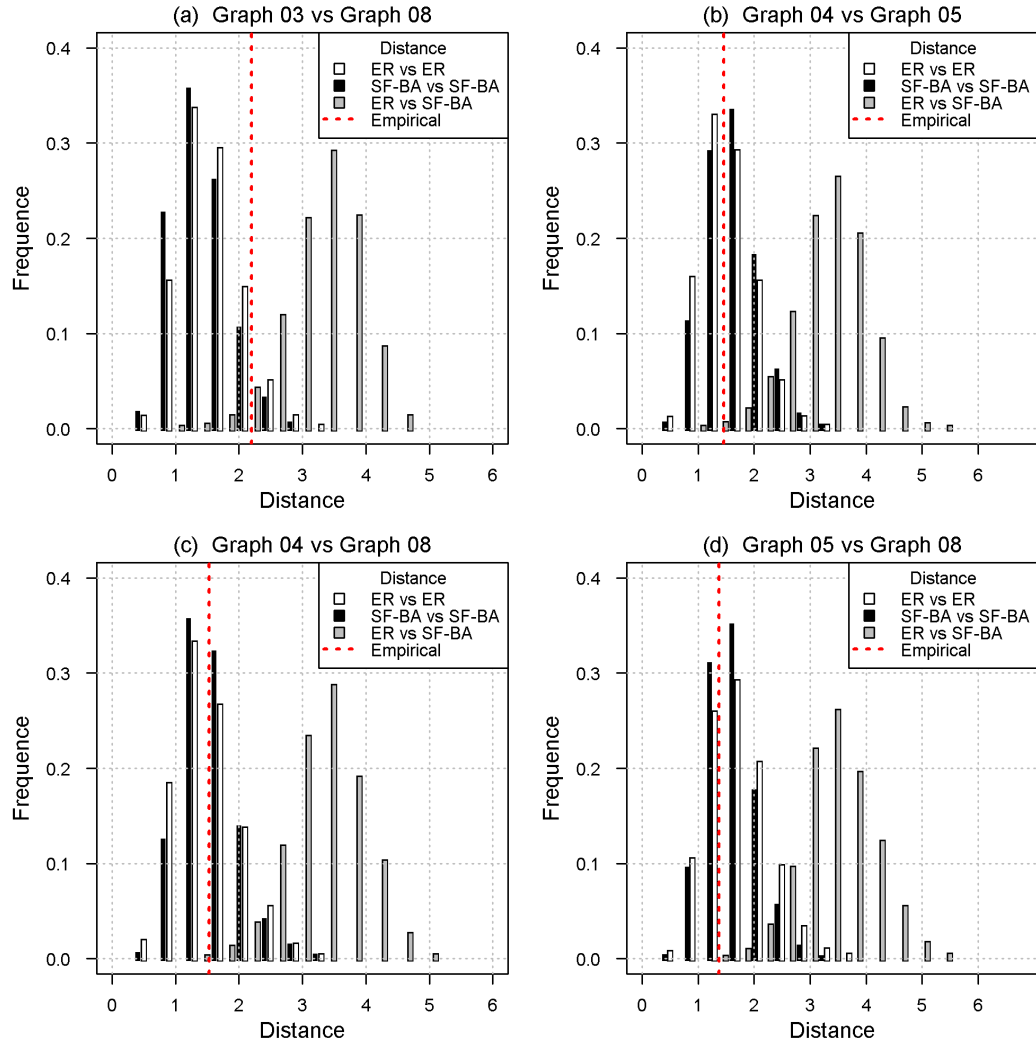 (a) Graph 03 vs Graph 08
Distance
ER vs ER
SF-BA vs SF-BA
ER vs SF-BA
Empirical
Frequence
0.4
0.3
0.2
0.1
0.0
0 1 2 3 4 5 6
Distance
(b) Graph 04 vs Graph 05
Distance
ER vs ER
SF-BA vs SF-BA
ER vs SF-BA
Empirical
Frequence
0.4
0.3
0.2
0.1
0.0
0 1 2 3 4 5 6
Distance
(c) Graph 04 vs Graph 08
Distance
ER vs ER
SF-BA vs SF-BA
ER vs SF-BA
Empirical
Frequence
0.4
0.3
0.2
0.1
0.0
0 1 2 3 4 5 6
Distance
(d) Graph 05 vs Graph 08
Distance
ER vs ER
SF-BA vs SF-BA
ER vs SF-BA
Empirical
Frequence
0.4
0.3
0.2
0.1
0.0
0 1 2 3 4 5 6
Distance